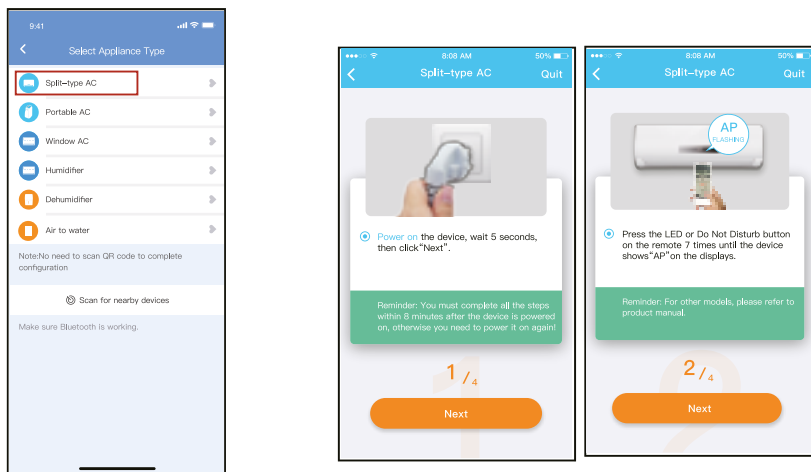 9:41
Select Appliance Type
Split-type AC
Portable AC
Window AC
Humidifier
Dehumidifier
Air to water
Note:No need to scan QR code to complete
configuration
Scan for nearby devices
Make sure Bluetooth is working.
8:08 AM 50%
Split-type AC Quit
Power on the device, wait 5 seconds,
then click“Next”.
Reminder: You must complete all the steps
within 8 minutes after the device is powered
on, otherwise you need to power it on again!
1
1/4
Next
8:08 AM 50%
Split-type AC Quit
AP
FLASHING
Press the LED or Do Not Disturb button
on the remote 7 times until the device
shows“AP”on the displays.
Reminder: For other models, please refer to
product manual.
2
2/4
Next